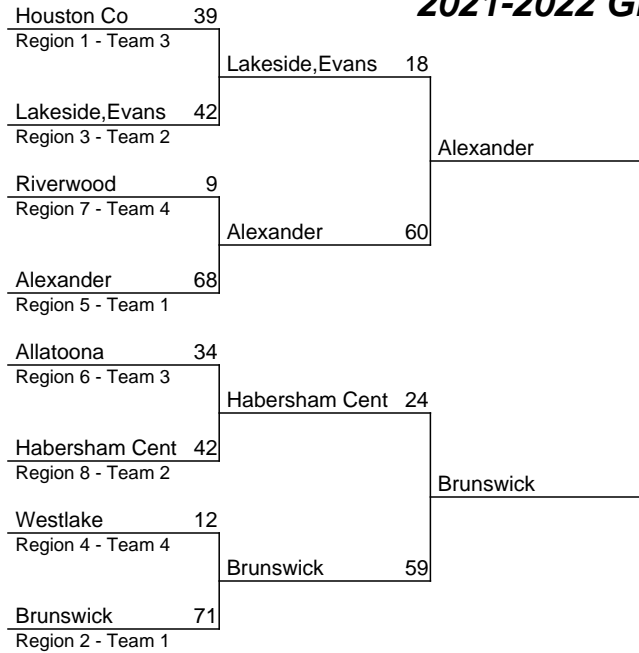 2021-2022
Houston Co 39
Region 1 - Team 3
Lakeside,Evans 18
Lakeside,Evans 42
Region 3 - Team 2
Alexander
Riverwood 9
Region 7 - Team 4
Alexander 60
Alexander 68
Region 5 - Team 1
Allatoona 34
Region 6 - Team 3
Habersham Cent 24
Habersham Cent 42
Region 8 - Team 2
Brunswick
Westlake 12
Region 4 - Team 4
Brunswick 59
Brunswick 71
Region 2 - Team 1